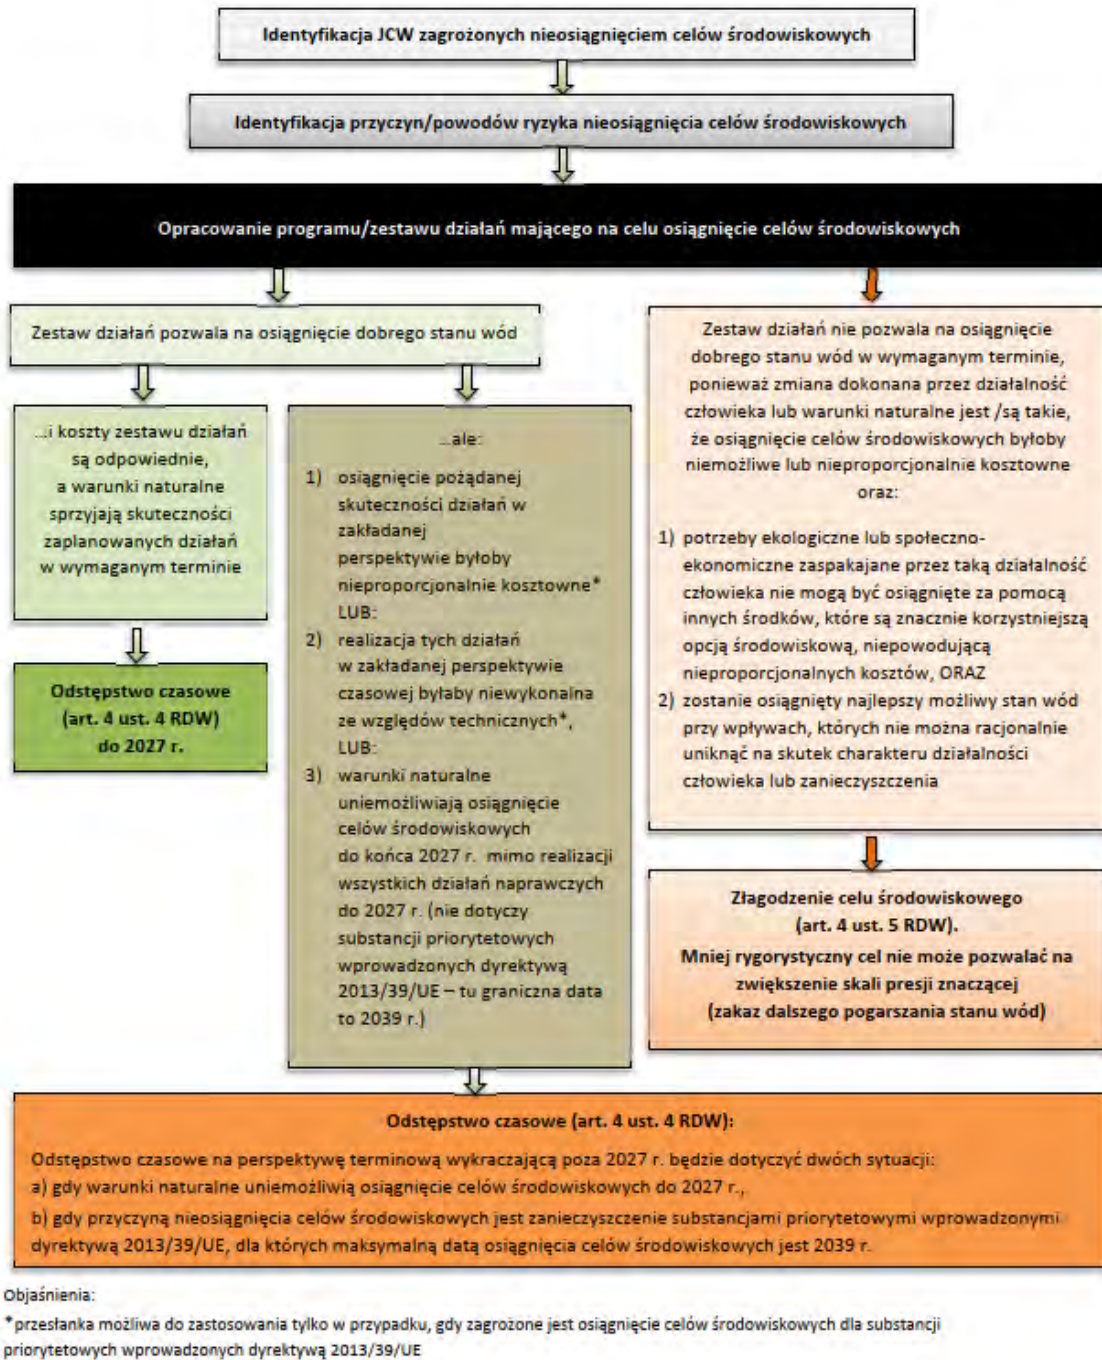 Identyfikacja JCW zagrożonych nieosiągnięciem celów środowiskowych
Identyfikacja przyczyn/powodów ryzyka nieosiągnięcia celów środowiskowych
Opracowanie programu/zestawu działań mającego na celu osiągnięcie celów środowiskowych
Zestaw działań pozwala na osiągnięcie dobrego stanu wód
...i koszty zestawu działań
są odpowiednie,
a warunki naturalne
sprzyjają skuteczności
zaplanowanych działań
w wymaganym terminie
Odstępstwo czasowe
(art. 4 ust. 4 RDW)
do 2027 r.
...ale:
1) osiągnięcie pożądanej
skuteczności działań w
zakładanej
perspektywie byłoby
nieproporcjonalnie kosztowne*
LUB:
2) realizacja tych działań
w zakładanej perspektywie
czasowej byłaby niewykonalna
ze względów technicznych*,
LUB:
3) warunki naturalne
uniemożliwiają osiągnięcie
celów środowiskowych
do końca 2027 r. mimo realizacji
wszystkich działań naprawczych
do 2027 r. (nie dotyczy
substancji priorytetowych
wprowadzonych dyrektywą
2013/39/UE – tu graniczna data
to 2039 r.)
Zestaw działań nie pozwala na osiągnięcie
dobrego stanu wód w wymaganym terminie,
ponieważ zmiana dokonana przez działalność
człowieka lub warunki naturalne jest /są takie,
że osiągnięcie celów środowiskowych byłoby
niemożliwe lub nieproporcjonalnie kosztowne
oraz:
1) potrzeby ekologiczne lub społeczno-
ekonomiczne zaspakajane przez taką działalność
człowieka nie mogą być osiągnięte za pomocą
innych środków, które są znacznie korzystniejszą
opcją środowiskową, niepowodującą
nieproporcjonalnych kosztów, ORAZ
2) zostanie osiągnięty najlepszy możliwy stan wód
przy wpływach, których nie można racjonalnie
uniknąć na skutek charakteru działalności
człowieka lub zanieczyszczenia
Złagodzenie celu środowiskowego
(art. 4 ust. 5 RDW).
Mniej rygorystyczny cel nie może pozwalać na
zwiększenie skali presji znaczącej
(zakaz dalszego pogarszania stanu wód)
Odstępstwo czasowe (art. 4 ust. 4 RDW):
Odstępstwo czasowe na perspektywę terminową wykraczającą poza 2027 r. będzie dotyczyć dwóch sytuacji:
a) gdy warunki naturalne uniemożliwią osiągnięcie celów środowiskowych do 2027 r.,
b) gdy przyczyną nieosiągnięcia celów środowiskowych jest zanieczyszczenie substancjami priorytetowymi wprowadzonymi
dyrektywą 2013/39/UE, dla których maksymalną datą osiągnięcia celów środowiskowych jest 2039 r.
Objaśnienia:
*przesłanka możliwa do zastosowania tylko w przypadku, gdy zagrożone jest osiągnięcie celów środowiskowych dla substancji
priorytetowych wprowadzonych dyrektywą 2013/39/UE